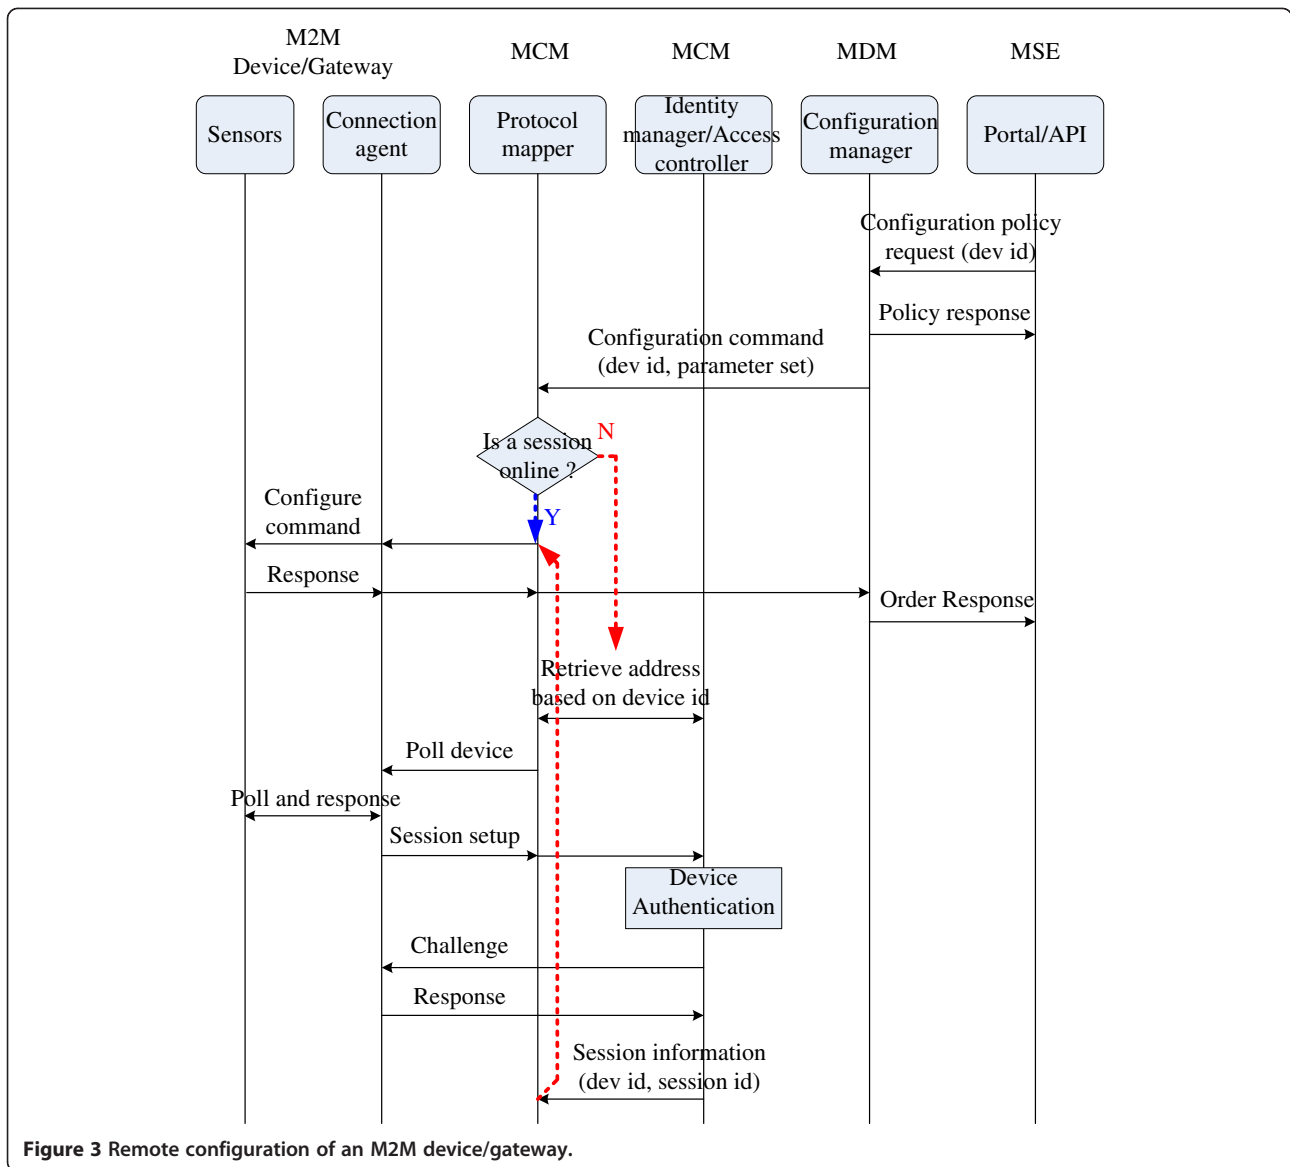 M2M
Device/Gateway
MCM
MCM
MDM
MSE
Sensors
Connection
agent
Protocol
mapper
Identity
manager/Access
controller
Configuration
manager
Portal/API
Configuration policy
request (dev id)
Policy response
Configuration command
(dev id, parameter set)
Is a session
online ?
N
Y
Configure
command
Response
Order Response
Retrieve address
based on device id
Poll device
Poll and response
Session setup
Device
Authentication
Challenge
Response
Session information
(dev id, session id)
Figure 3 Remote configuration of an M2M device/gateway.